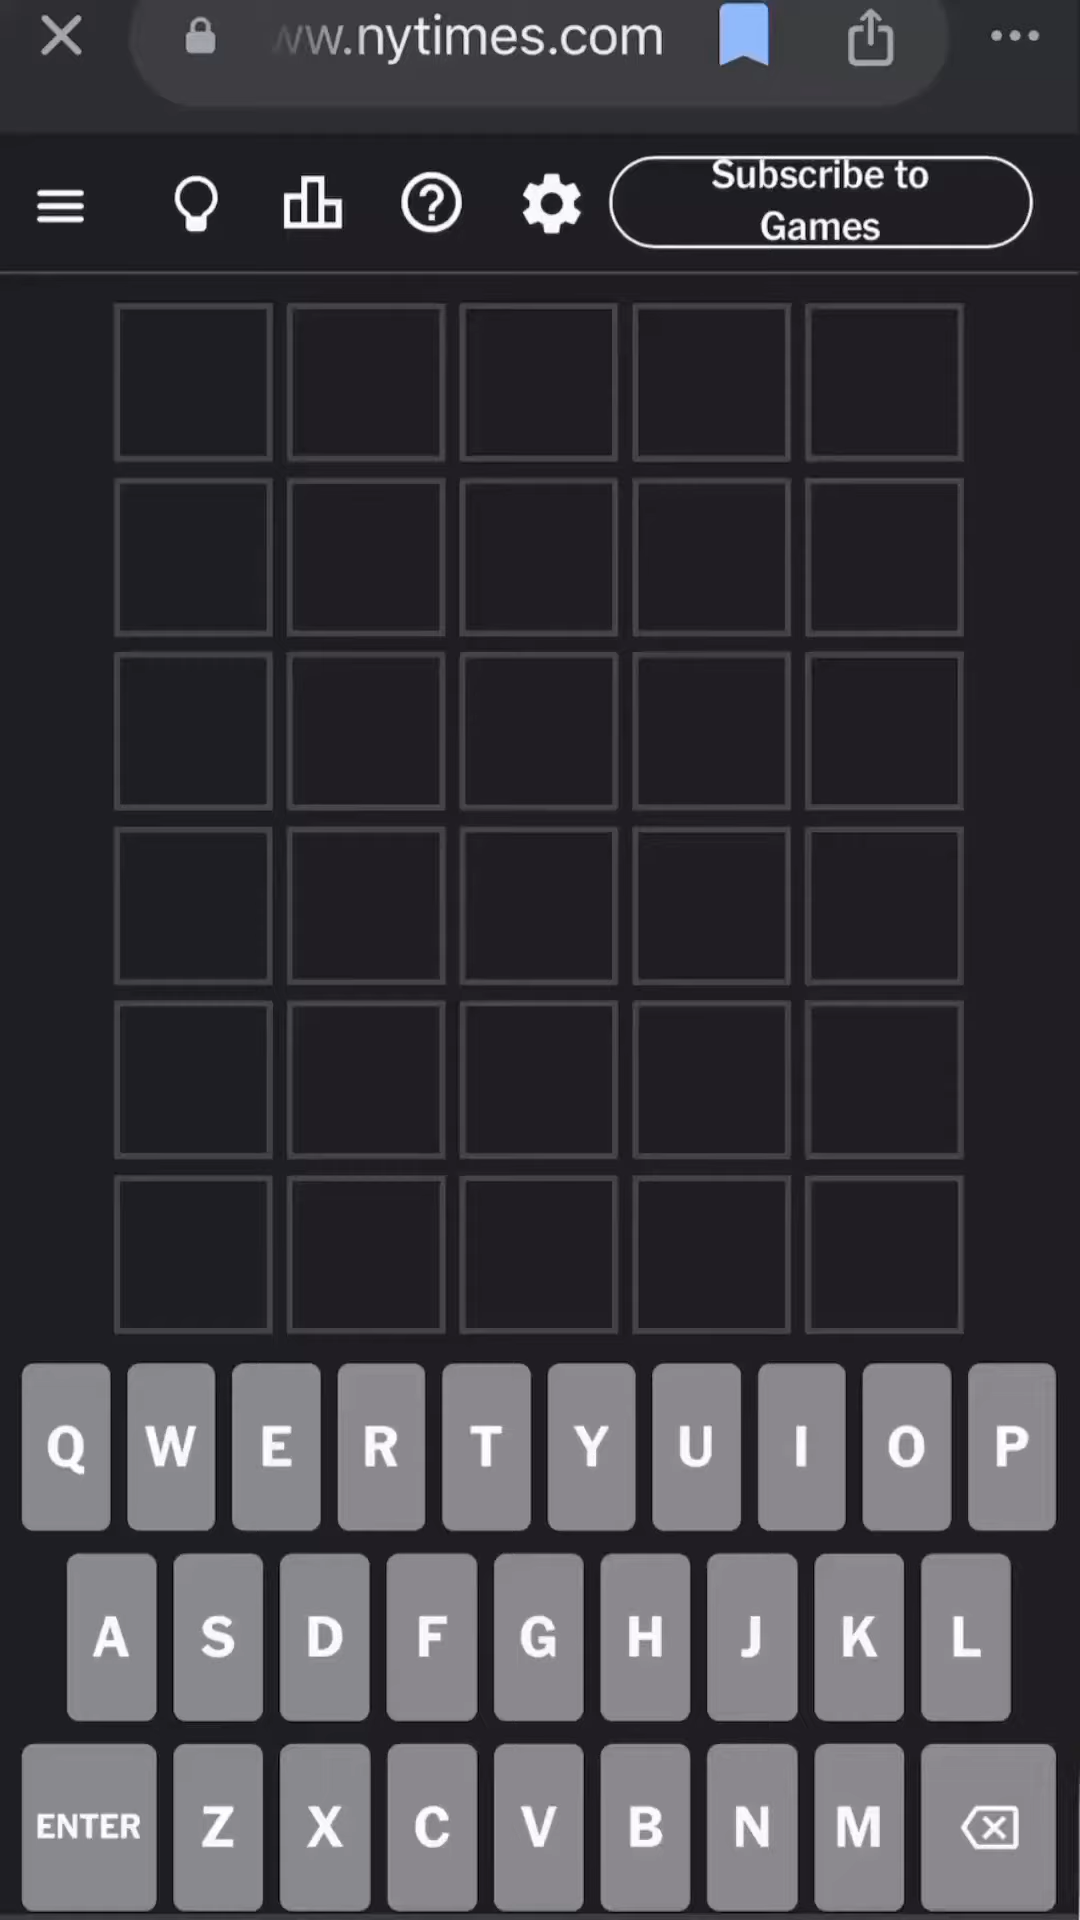 ww.nytimes.com
Subscribe to
Games
Q W E R T Y U I O P
A S D F G H J K L
ENTER Z X C V B N M